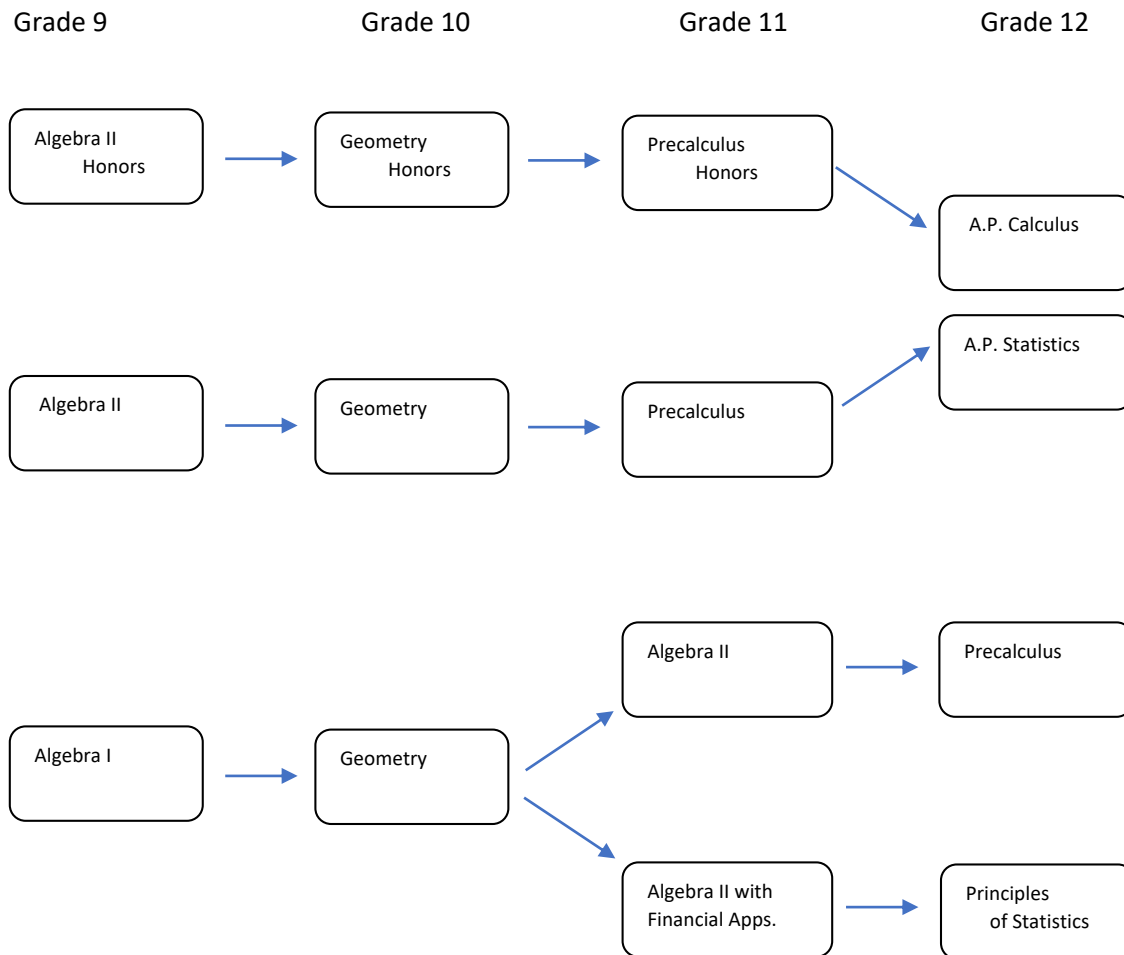 Grade 9 Grade 10 Grade 11 Grade 12
Algebra II
Honors
Geometry
Honors
Precalculus
Honors
A.P. Calculus
A.P. Statistics
Algebra II
Geometry
Precalculus
Algebra II
Precalculus
Algebra I
Geometry
Algebra II with
Financial Apps.
Principles
of Statistics